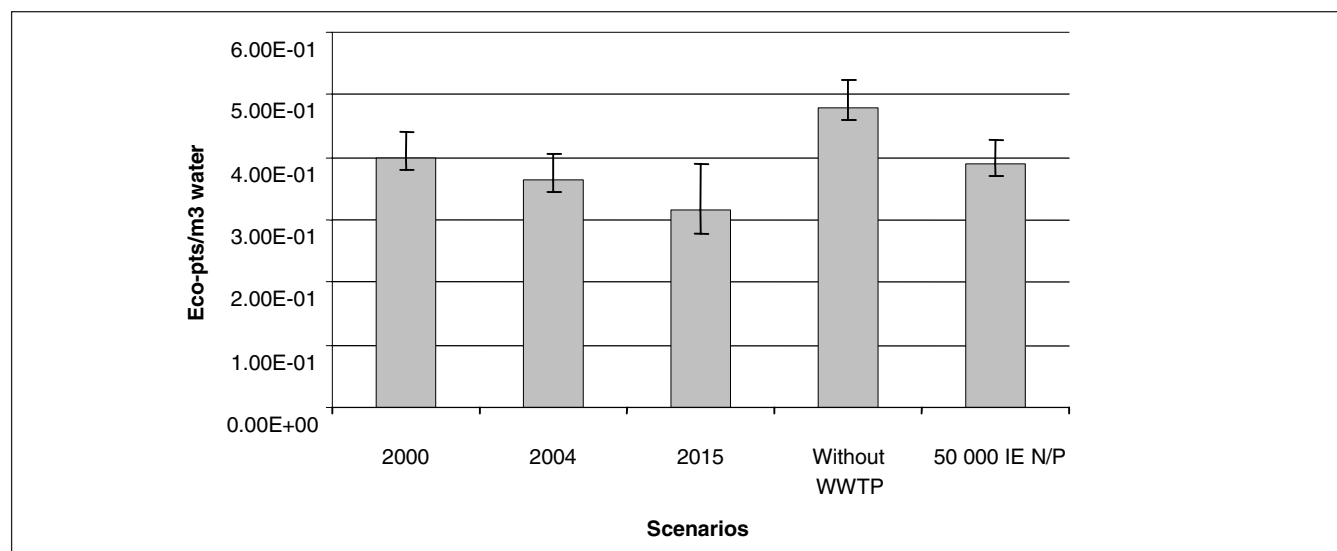 6.00E-01
5.00E-01
4.00E-01
3.00E-01
2.00E-01
1.00E-01
0.00E+00
Eco-pts/m3 water
2000
2004
2015
Without
WWTP
50 000 IE N/P
Scenarios